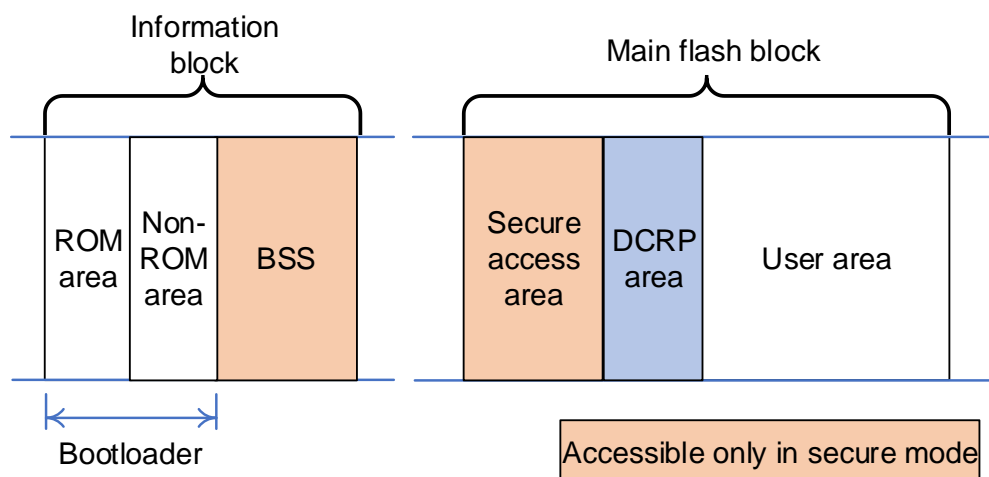 Information
block
Main flash block
ROM
area
Non-
ROM
area
BSS
Secure
access
area
DCRP
area
User area
Bootloader
Accessible only in secure mode